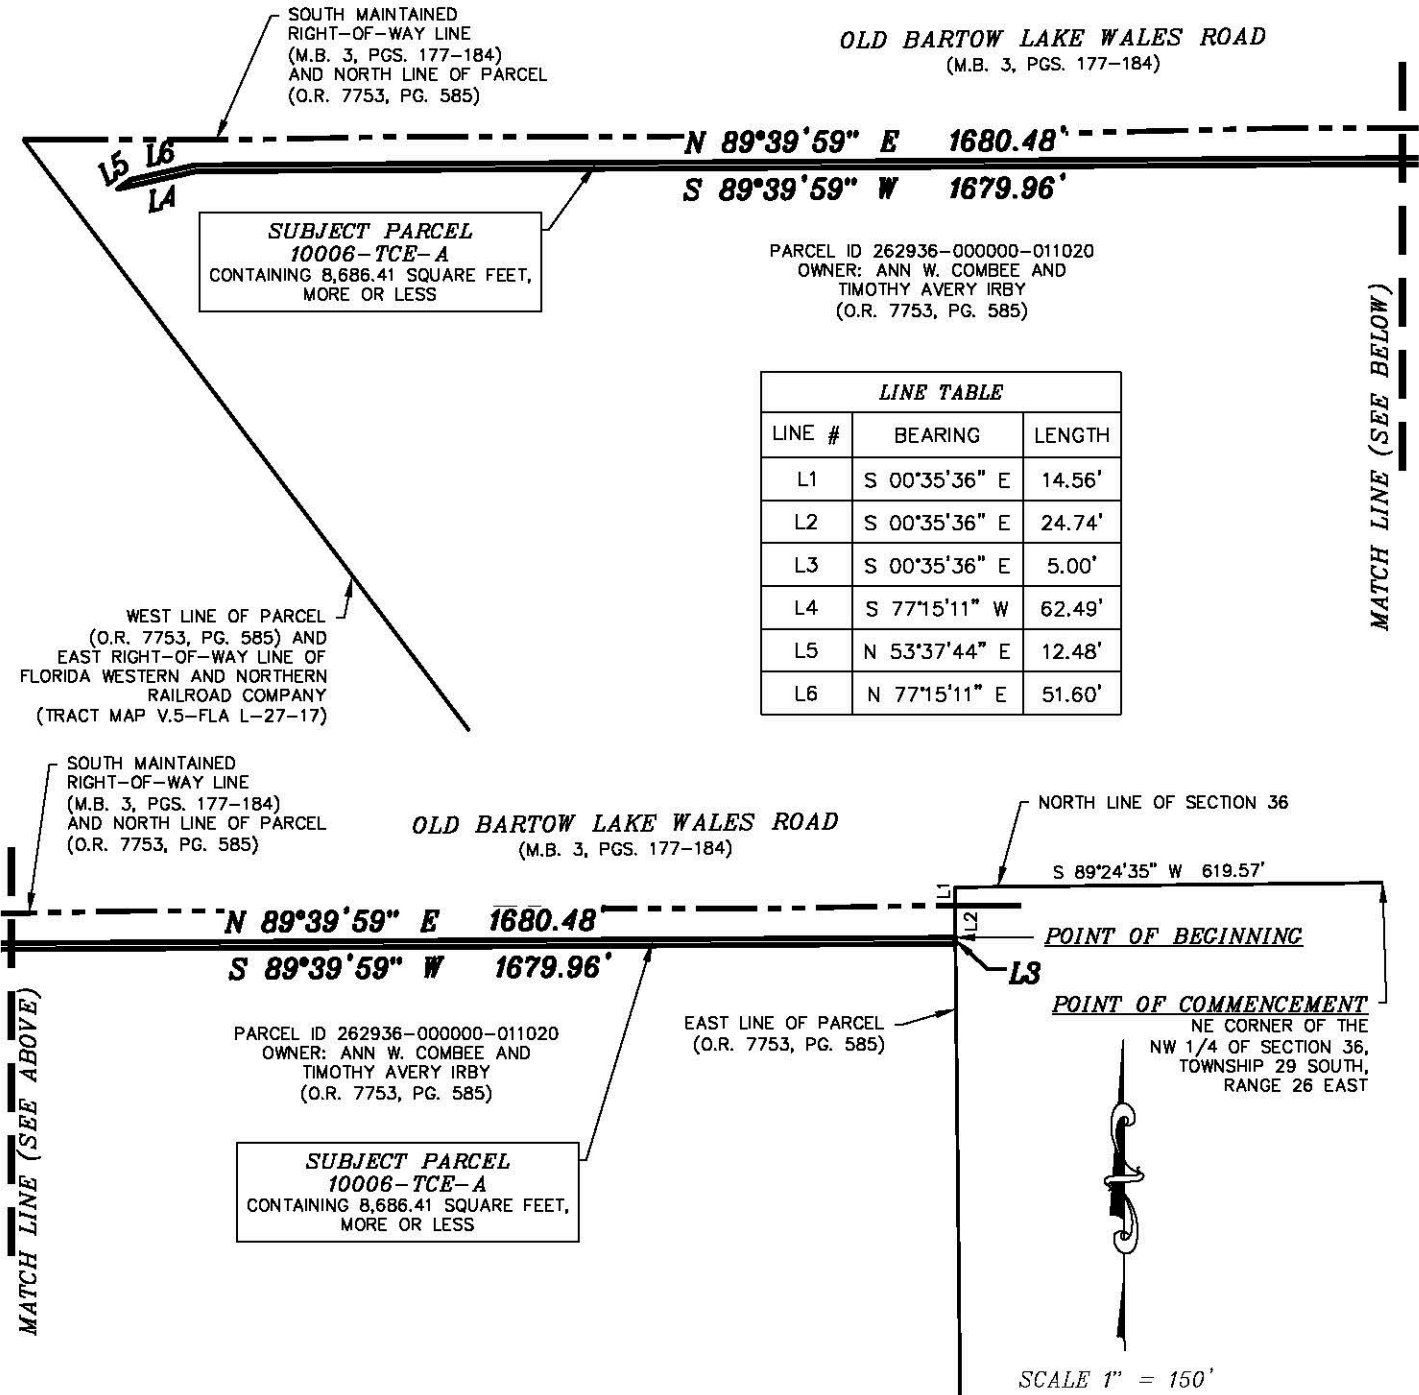 SOUTH MAINTAINED
RIGHT-OF-WAY LINE
(M.B. 3, PGS. 177-184)
AND NORTH LINE OF PARCEL
(O.R. 7753, PG. 585)
OLD BARTOW LAKE WALES ROAD
(M.B. 3, PGS. 177-184)
N 89°39'59" E 1680.48'
S 89°39'59" W 1679.96'
L5
L6
L4
SUBJECT PARCEL
10006-TCE-A
CONTAINING 8,686.41 SQUARE FEET,
MORE OR LESS
PARCEL ID 262936-000000-011020
OWNER: ANN W. COMBEE AND
TIMOTHY AVERY IRBY
(O.R. 7753, PG. 585)
MATCH LINE (SEE BELOW)
LINE TABLE
LINE # BEARING LENGTH
L1 S 00°35'36" E 14.56'
L2 S 00°35'36" E 24.74'
L3 S 00°35'36" E 5.00'
L4 S 77°15'11" W 62.49'
L5 N 53°37'44" E 12.48'
L6 N 77°15'11" E 51.60'
WEST LINE OF PARCEL
(O.R. 7753, PG. 585) AND
EAST RIGHT-OF-WAY LINE OF
FLORIDA WESTERN AND NORTHERN
RAILROAD COMPANY
(TRACT MAP V.5-FLA L-27-17)
SOUTH MAINTAINED
RIGHT-OF-WAY LINE
(M.B. 3, PGS. 177-184)
AND NORTH LINE OF PARCEL
(O.R. 7753, PG. 585)
OLD BARTOW LAKE WALES ROAD
(M.B. 3, PGS. 177-184)
NORTH LINE OF SECTION 36
S 89°24'35" W 619.57'
L1
L2
N 89°39'59" E 1680.48'
S 89°39'59" W 1679.96'
POINT OF BEGINNING
L3
POINT OF COMMENCEMENT
NE CORNER OF THE
NW 1/4 OF SECTION 36,
TOWNSHIP 29 SOUTH,
RANGE 26 EAST
EAST LINE OF PARCEL
(O.R. 7753, PG. 585)
PARCEL ID 262936-000000-011020
OWNER: ANN W. COMBEE AND
TIMOTHY AVERY IRBY
(O.R. 7753, PG. 585)
MATCH LINE (SEE ABOVE)
SUBJECT PARCEL
10006-TCE-A
CONTAINING 8,686.41 SQUARE FEET,
MORE OR LESS
SCALE 1" = 150'